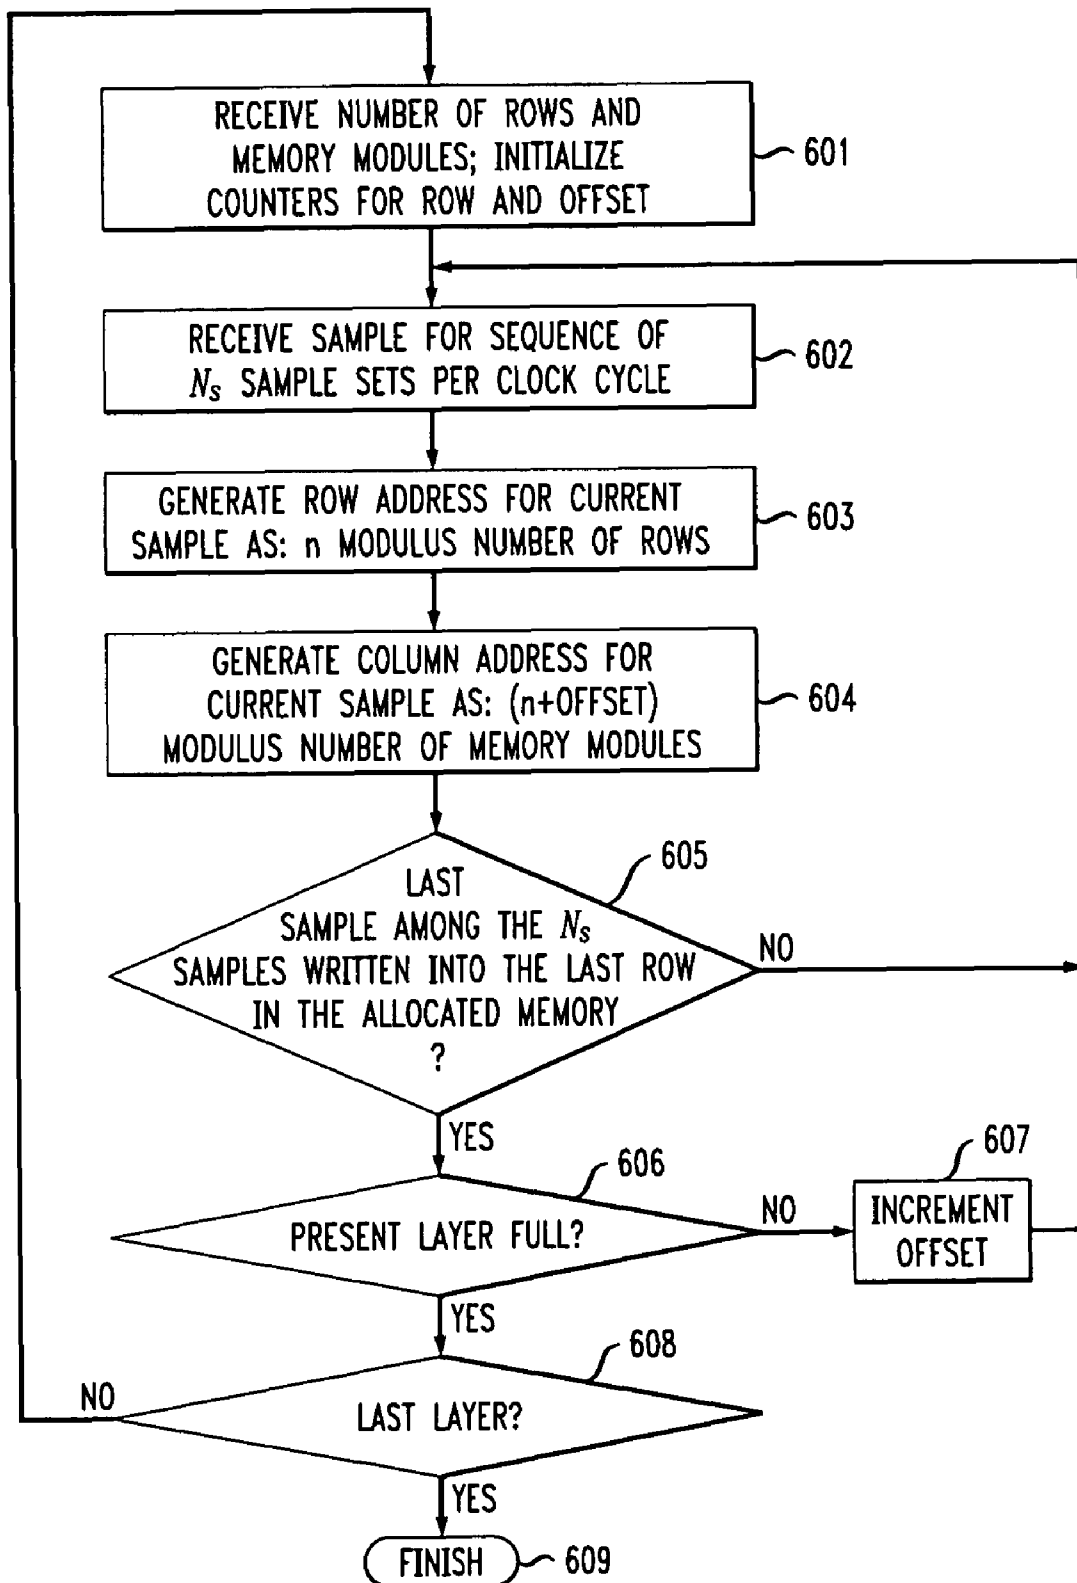 RECEIVE NUMBER OF ROWS AND
MEMORY MODULES; INITIALIZE
COUNTERS FOR ROW AND OFFSET
601
RECEIVE SAMPLE FOR SEQUENCE OF
Ns SAMPLE SETS PER CLOCK CYCLE
602
GENERATE ROW ADDRESS FOR CURRENT
SAMPLE AS: n MODULUS NUMBER OF ROWS
603
GENERATE COLUMN ADDRESS FOR
CURRENT SAMPLE AS: (n+OFFSET)
MODULUS NUMBER OF MEMORY MODULES
604
LAST
SAMPLE AMONG THE Ns
SAMPLES WRITTEN INTO THE LAST ROW
IN THE ALLOCATED MEMORY
?
605
NO
YES
606
PRESENT LAYER FULL?
NO
607
INCREMENT
OFFSET
YES
608
LAST LAYER?
NO
YES
FINISH
609